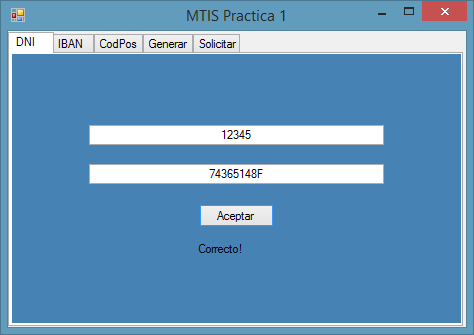 MTIS Practica 1
DNI IBAN CodPos Generar Solicitar
12345
74365148F
Aceptar
Correcto!